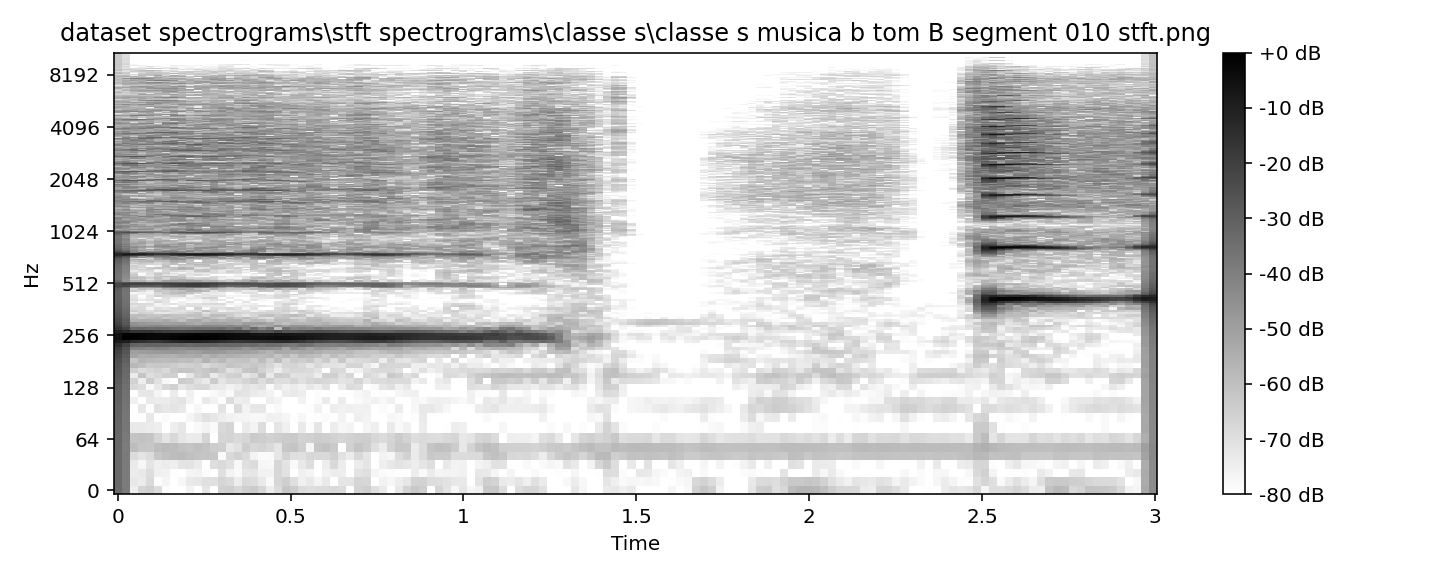 dataset spectrograms\stft spectrograms\classe s\classe s musica b tom B segment 010 stft.png
8192
4096
2048
1024
512
256
128
64
0
Hz
0
0.5
1
1.5
2
2.5
3
Time
+0 dB
-10 dB
-20 dB
-30 dB
-40 dB
-50 dB
-60 dB
-70 dB
-80 dB